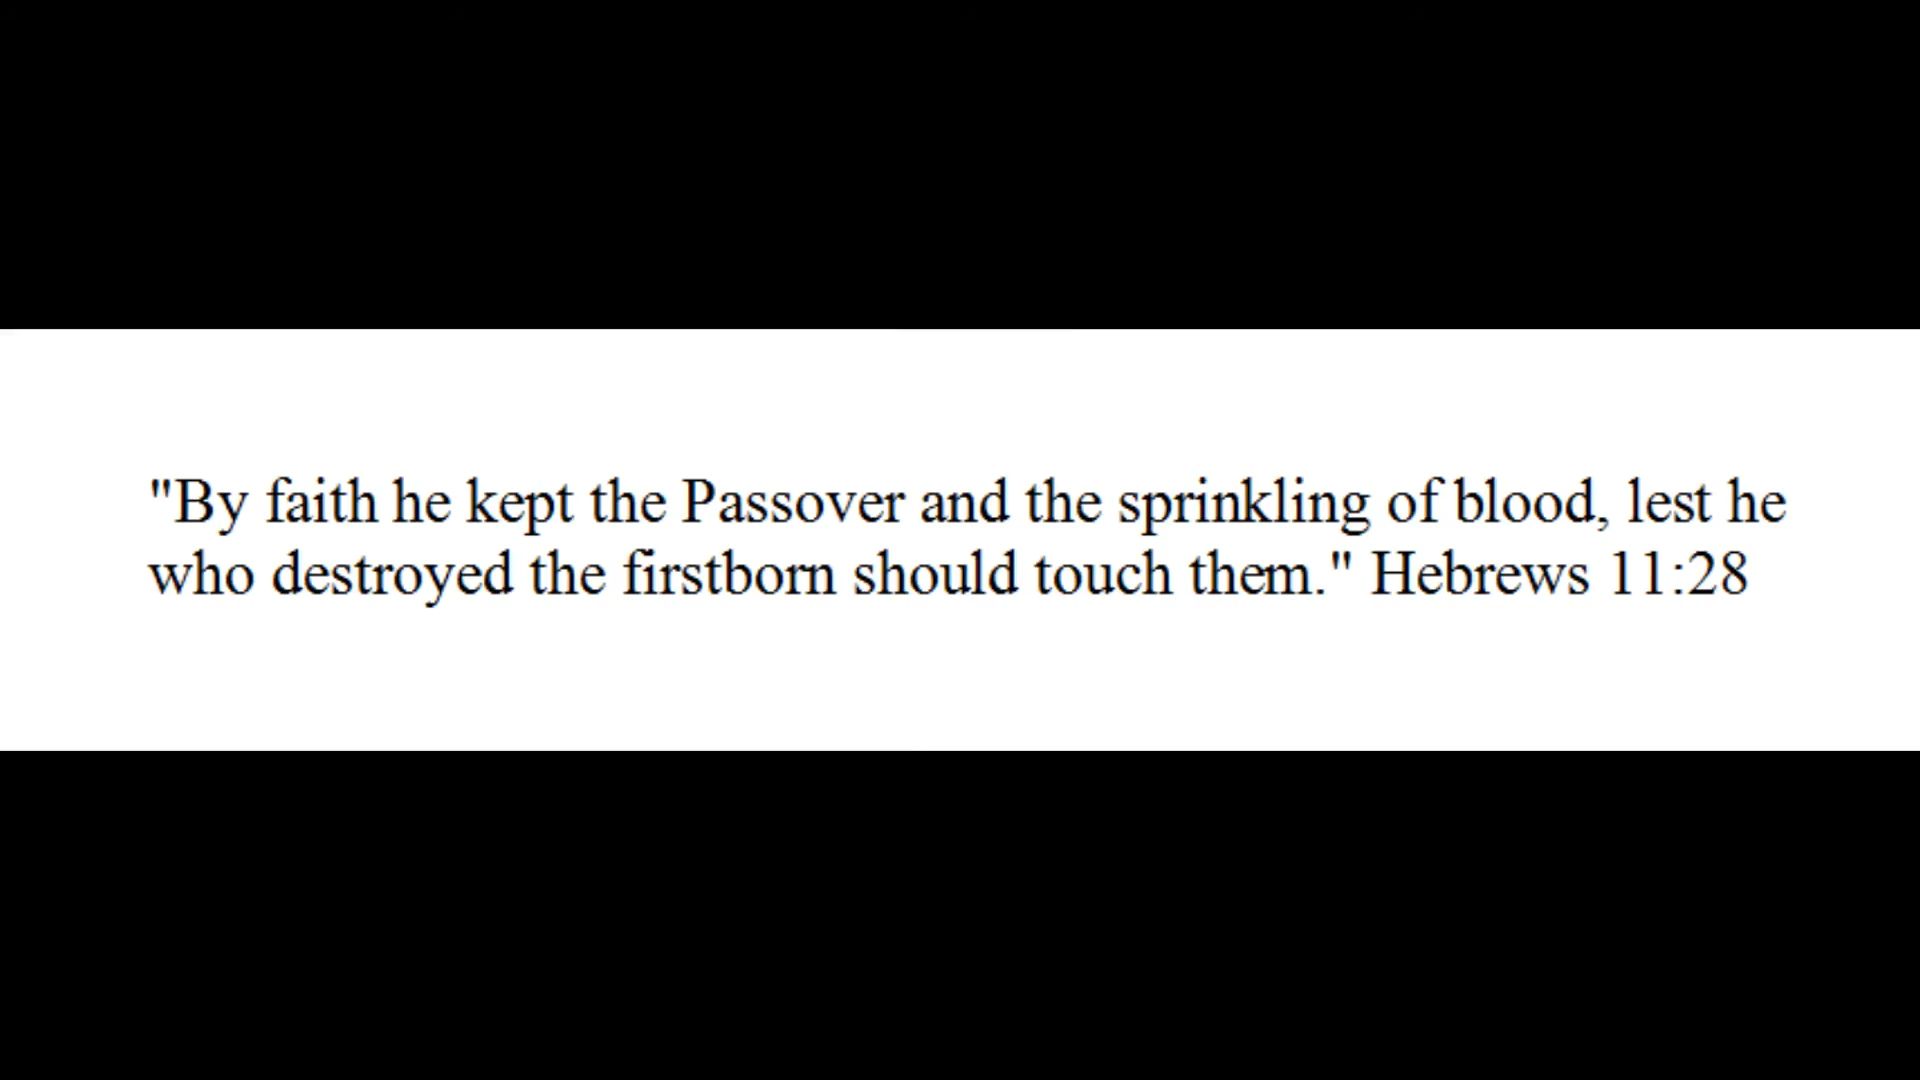 "By faith he kept the Passover and the sprinkling of blood, lest he
who destroyed the firstborn should touch them." Hebrews 11:28